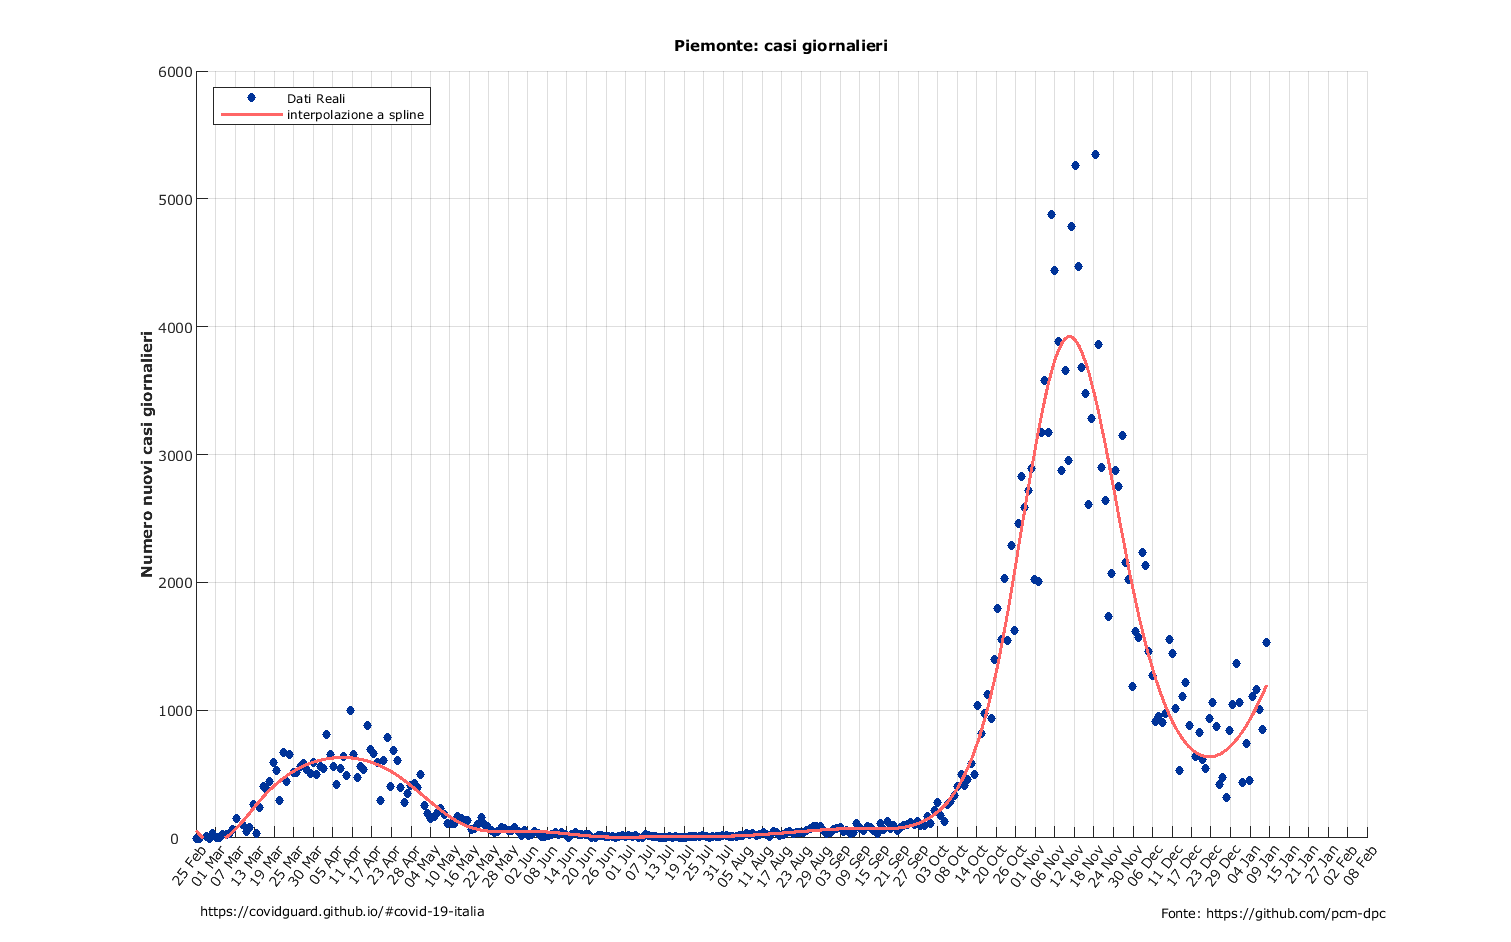 Piemonte: casi giornalieri
Dati Reali
interpolazione a spline
Numero nuovi casi giornalieri
6000
5000
4000
3000
2000
1000
0
25 Feb
01 Mar
07 Mar
13 Mar
19 Mar
25 Mar
30 Mar
05 Apr
11 Apr
17 Apr
23 Apr
28 Apr
04 May
10 May
16 May
22 May
28 May
02 Jun
08 Jun
14 Jun
20 Jun
26 Jun
01 Jul
07 Jul
13 Jul
19 Jul
25 Jul
31 Jul
05 Aug
11 Aug
17 Aug
23 Aug
29 Aug
03 Sep
09 Sep
15 Sep
21 Sep
27 Oct
03 Oct
08 Oct
14 Oct
20 Oct
26 Oct
01 Nov
06 Nov
12 Nov
18 Nov
24 Nov
30 Nov
06 Dec
11 Dec
17 Dec
23 Dec
29 Dec
04 Jan
09 Jan
15 Jan
21 Jan
27 Jan
02 Feb
08 Feb
https://covidguard.github.io/#covid-19-italia
Fonte: https://github.com/pcm-dpc